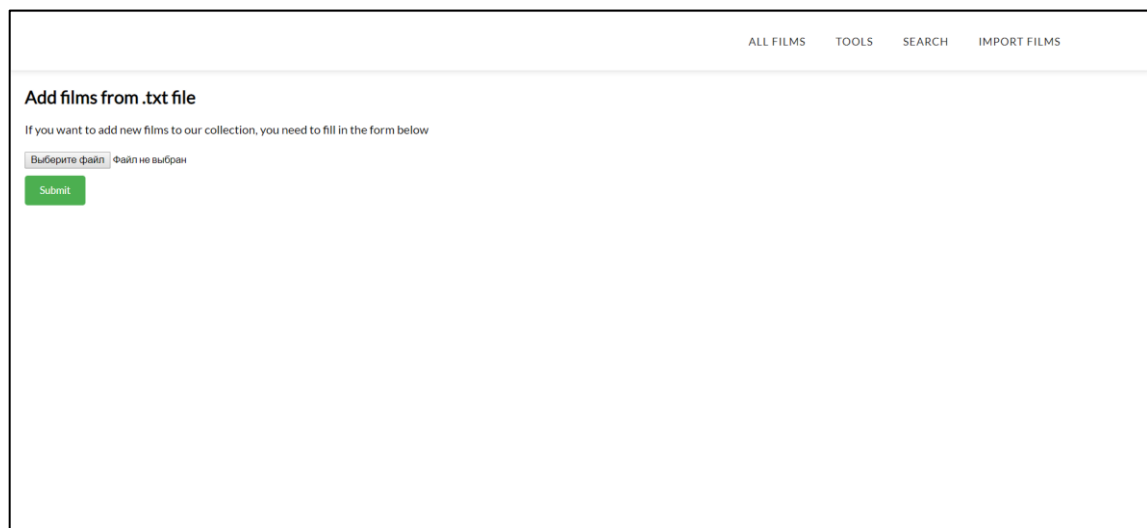 ALL FILMS TOOLS SEARCH IMPORT FILMS
Add films from .txt file
If you want to add new films to our collection, you need to fill in the form below
Выберите файл Файл не выбран
Submit